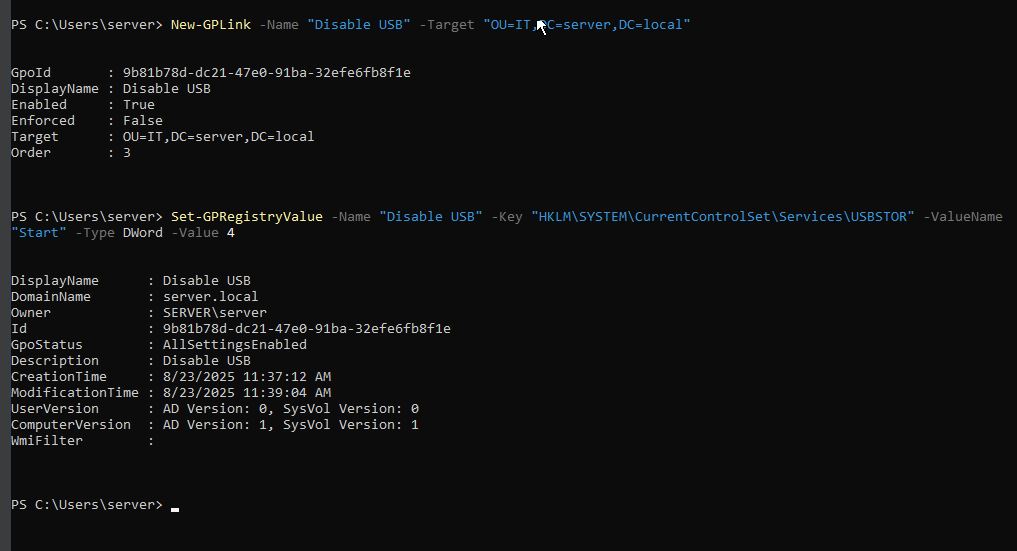 PS C:\Users\server> New-GPLink -Name "Disable USB" -Target "OU=IT,DC=server,DC=local"
GpoId       : 9b81b78d-dc21-47e0-91ba-32efe6fb8f1e
DisplayName : Disable USB
Enabled     : True
Enforced    : False
Target      : OU=IT,DC=server,DC=local
Order       : 3
PS C:\Users\server> Set-GPRegistryValue -Name "Disable USB" -Key "HKLM\SYSTEM\CurrentControlSet\Services\USBSTOR" -ValueName
"Start" -Type DWord -Value 4
DisplayName      : Disable USB
DomainName       : server.local
Owner            : SERVER\server
Id               : 9b81b78d-dc21-47e0-91ba-32efe6fb8f1e
GpoStatus        : AllSettingsEnabled
Description      : Disable USB
CreationTime     : 8/23/2025 11:37:12 AM
ModificationTime : 8/23/2025 11:39:04 AM
UserVersion      : AD Version: 0, SysVol Version: 0
ComputerVersion  : AD Version: 1, SysVol Version: 1
WmiFilter        :
PS C:\Users\server>